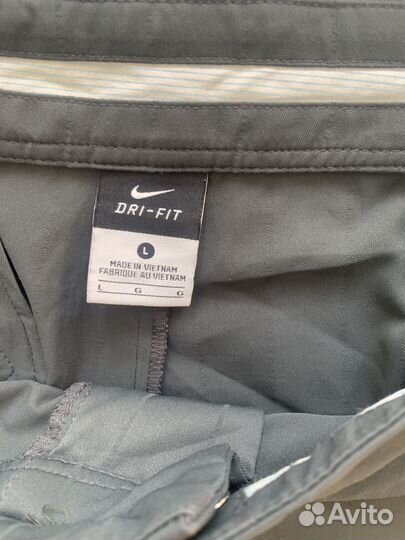 DRI-FIT
L
MADE IN VIETNAM
FABRIQUE AU VIETNAM
L G G
Avito